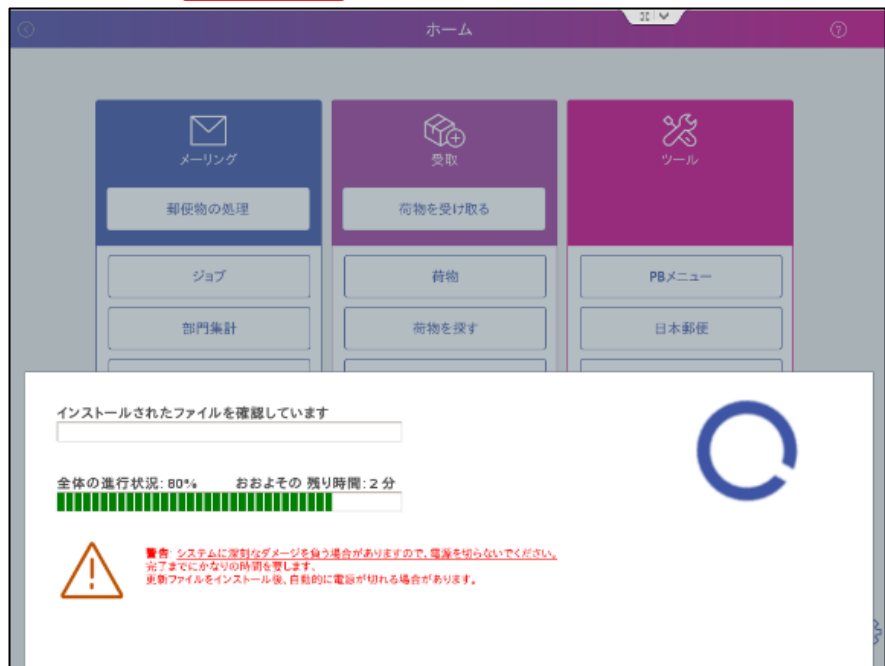 ホーム
メーリング
受取
ツール
郵便物の処理
荷物を受け取る
ジョブ
荷物
PBメニュー
部門集計
荷物を探す
日本郵便
インストールされたファイルを確認しています
全体の進行状況: 80% おおよその 残り時間: 2 分
警告: システムに深刻なダメージを負う場合がありますので、電源を切らないでください。
完了までにかなりの時間を要します、
更新ファイルをインストール後、自動的に電源が切れる場合があります。